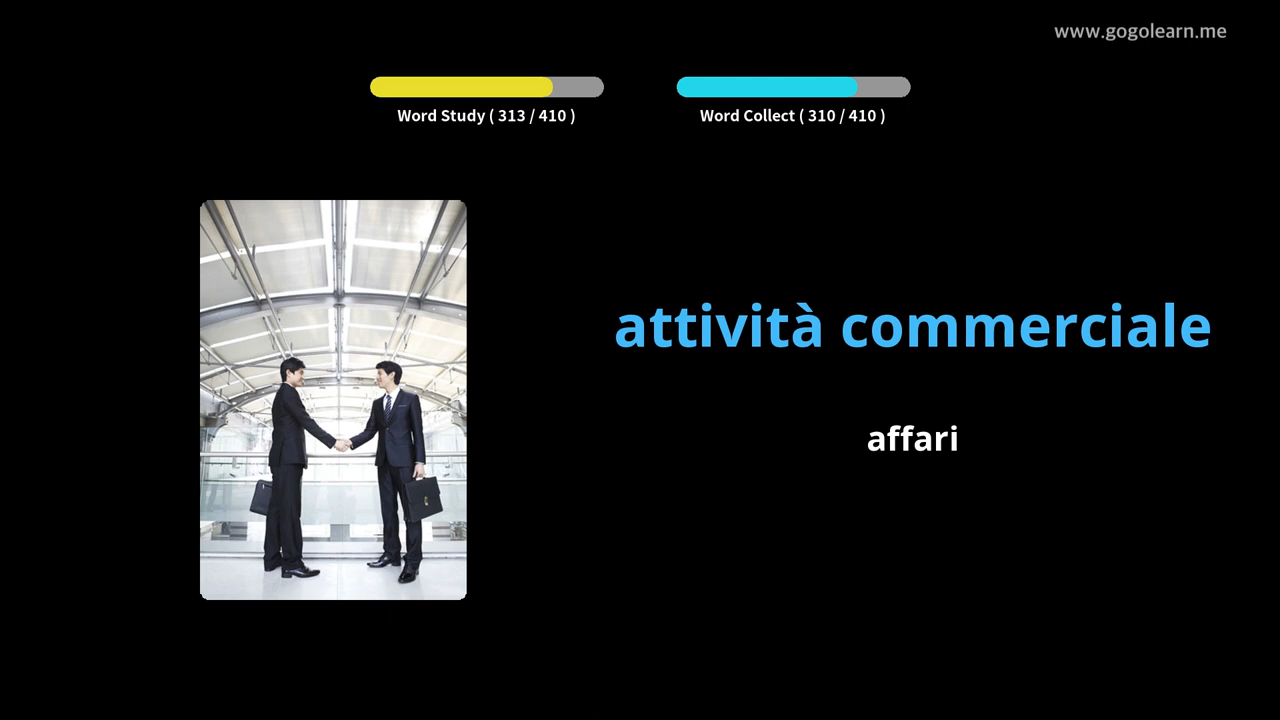 www.gogolearn.me
Word Study ( 313 / 410 )
Word Collect ( 310 / 410 )
attività commerciale
affari